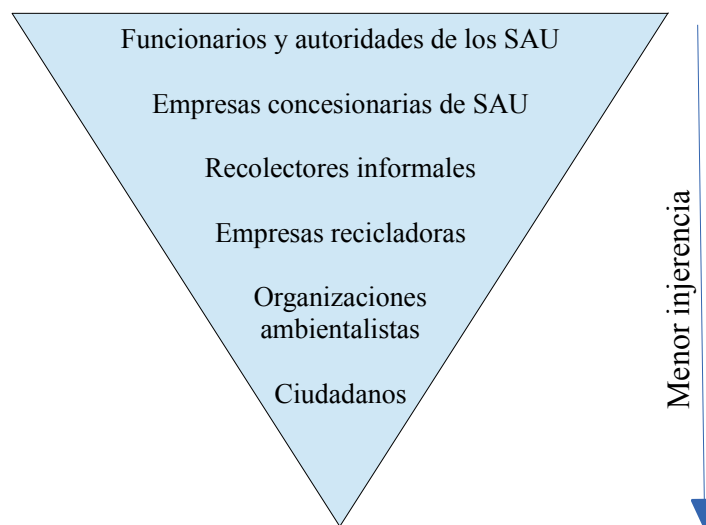 Funcionarios y autoridades de los SAU
Empresas concesionarias de SAU
Recolectores informales
Empresas recicladoras
Organizaciones
ambientalistas
Ciudadanos
Menor injerencia